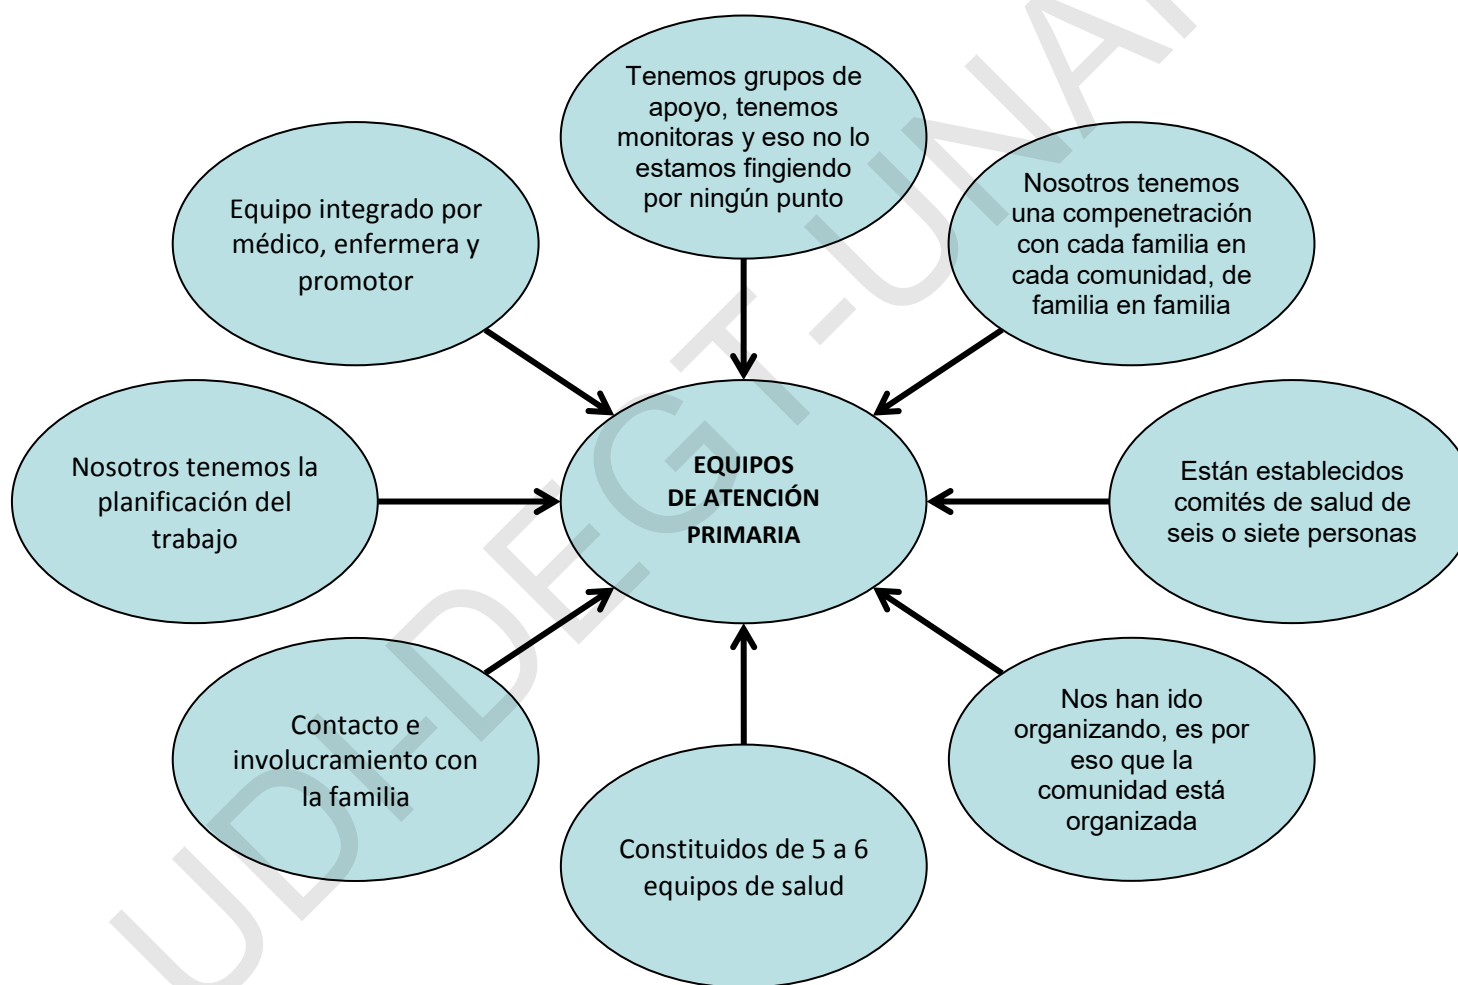 Tenemos grupos de
apoyo, tenemos
monitoras y eso no lo
estamos fingiendo
por ningún punto
Equipo integrado por
médico, enfermera y
promotor
Nosotros tenemos
una compenetración
con cada familia en
cada comunidad, de
familia en familia
Nosotros tenemos la
planificación del
trabajo
EQUIPOS
DE ATENCIÓN
PRIMARIA
Están establecidos
comités de salud de
seis o siete personas
Contacto e
involucramiento con
la familia
Nos han ido
organizando, es por
eso que la
comunidad está
organizada
Constituidos de 5 a 6
equipos de salud
UDI-DEGT-UNAH